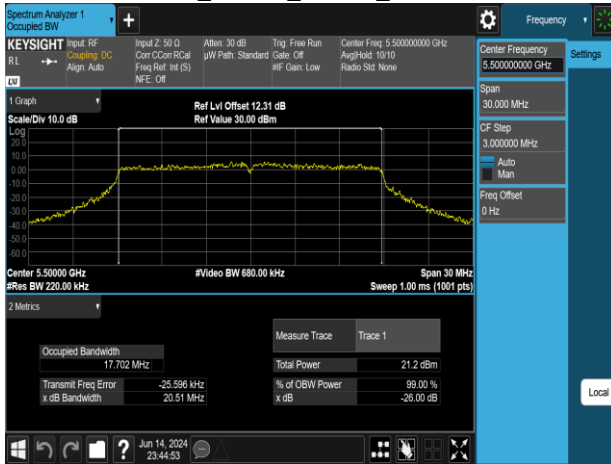 Spectrum Analyzer 1
Occupied BW
Frequency
KEYSIGHT
RL
LXI
Input: RF
Coupling: DC
Align: Auto
Input Z: 50 Ω
Corr CCorr RCal
Freq Ref: Int (S)
NFE: Off
Atten: 30 dB
µW Path: Standard
Trig: Free Run
Gate: Off
#IF Gain: Low
Center Freq: 5.500000000 GHz
Avg|Hold: 10/10
Radio Std: None
Center Frequency
5.500000000 GHz
Settings
Span
30.000 MHz
CF Step
3.000000 MHz
Auto
Man
Freq Offset
0 Hz
Local
1 Graph
Scale/Div 10.0 dB
Ref Lvl Offset 12.31 dB
Ref Value 30.00 dBm
Log
20.0
10.0
0.00
-10.0
-20.0
-30.0
-40.0
-50.0
-60.0
Center 5.50000 GHz
#Video BW 680.00 kHz
Span 30 MHz
#Res BW 220.00 kHz
Sweep 1.00 ms (1001 pts)
2 Metrics
Measure Trace
Trace 1
Occupied Bandwidth
17.702 MHz
Total Power
21.2 dBm
Transmit Freq Error
-25.596 kHz
% of OBW Power
99.00 %
x dB Bandwidth
20.51 MHz
x dB
-26.00 dB
Jun 14, 2024
23:44:53